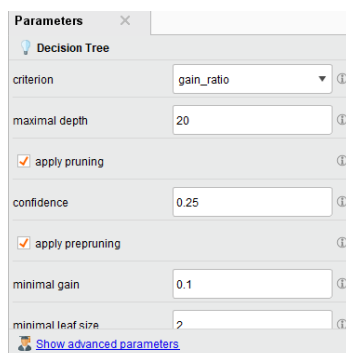 Parameters
Decision Tree
criterion gain_ratio
maximal depth 20
apply pruning
confidence 0.25
apply prepruning
minimal gain 0.1
minimal leaf size 2
Show advanced parameters